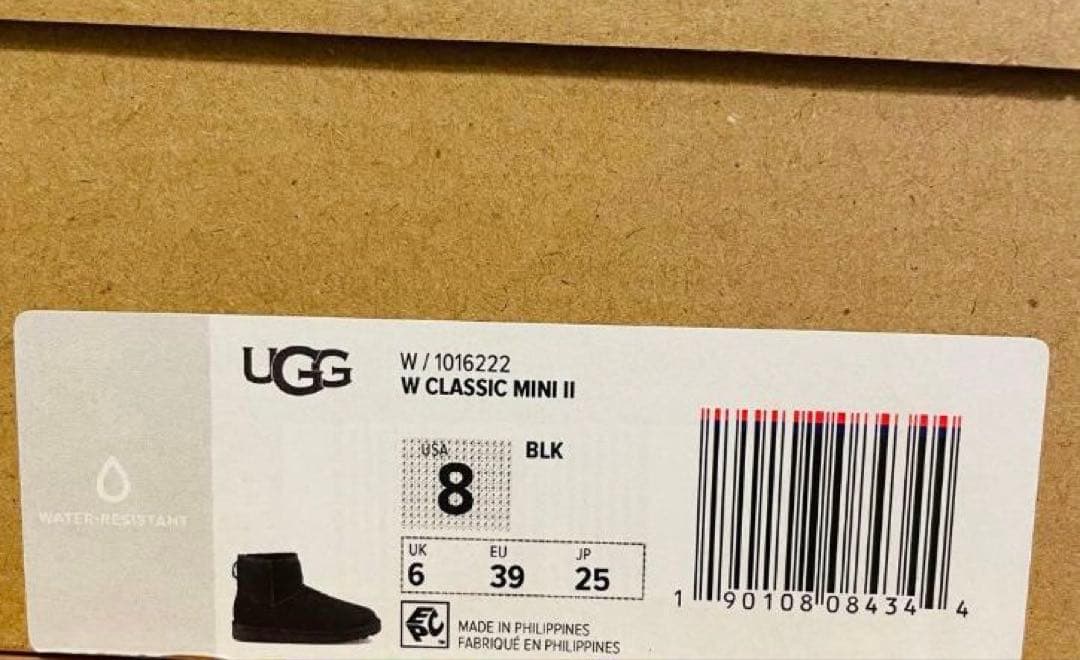 UGG
W / 1016222
W CLASSIC MINI II
USA
8
BLK
UK EU JP
6 39 25
WATER-RESISTANT
MADE IN PHILIPPINES
FABRIQUÉ EN PHILIPPINES
1 90108 08434 4